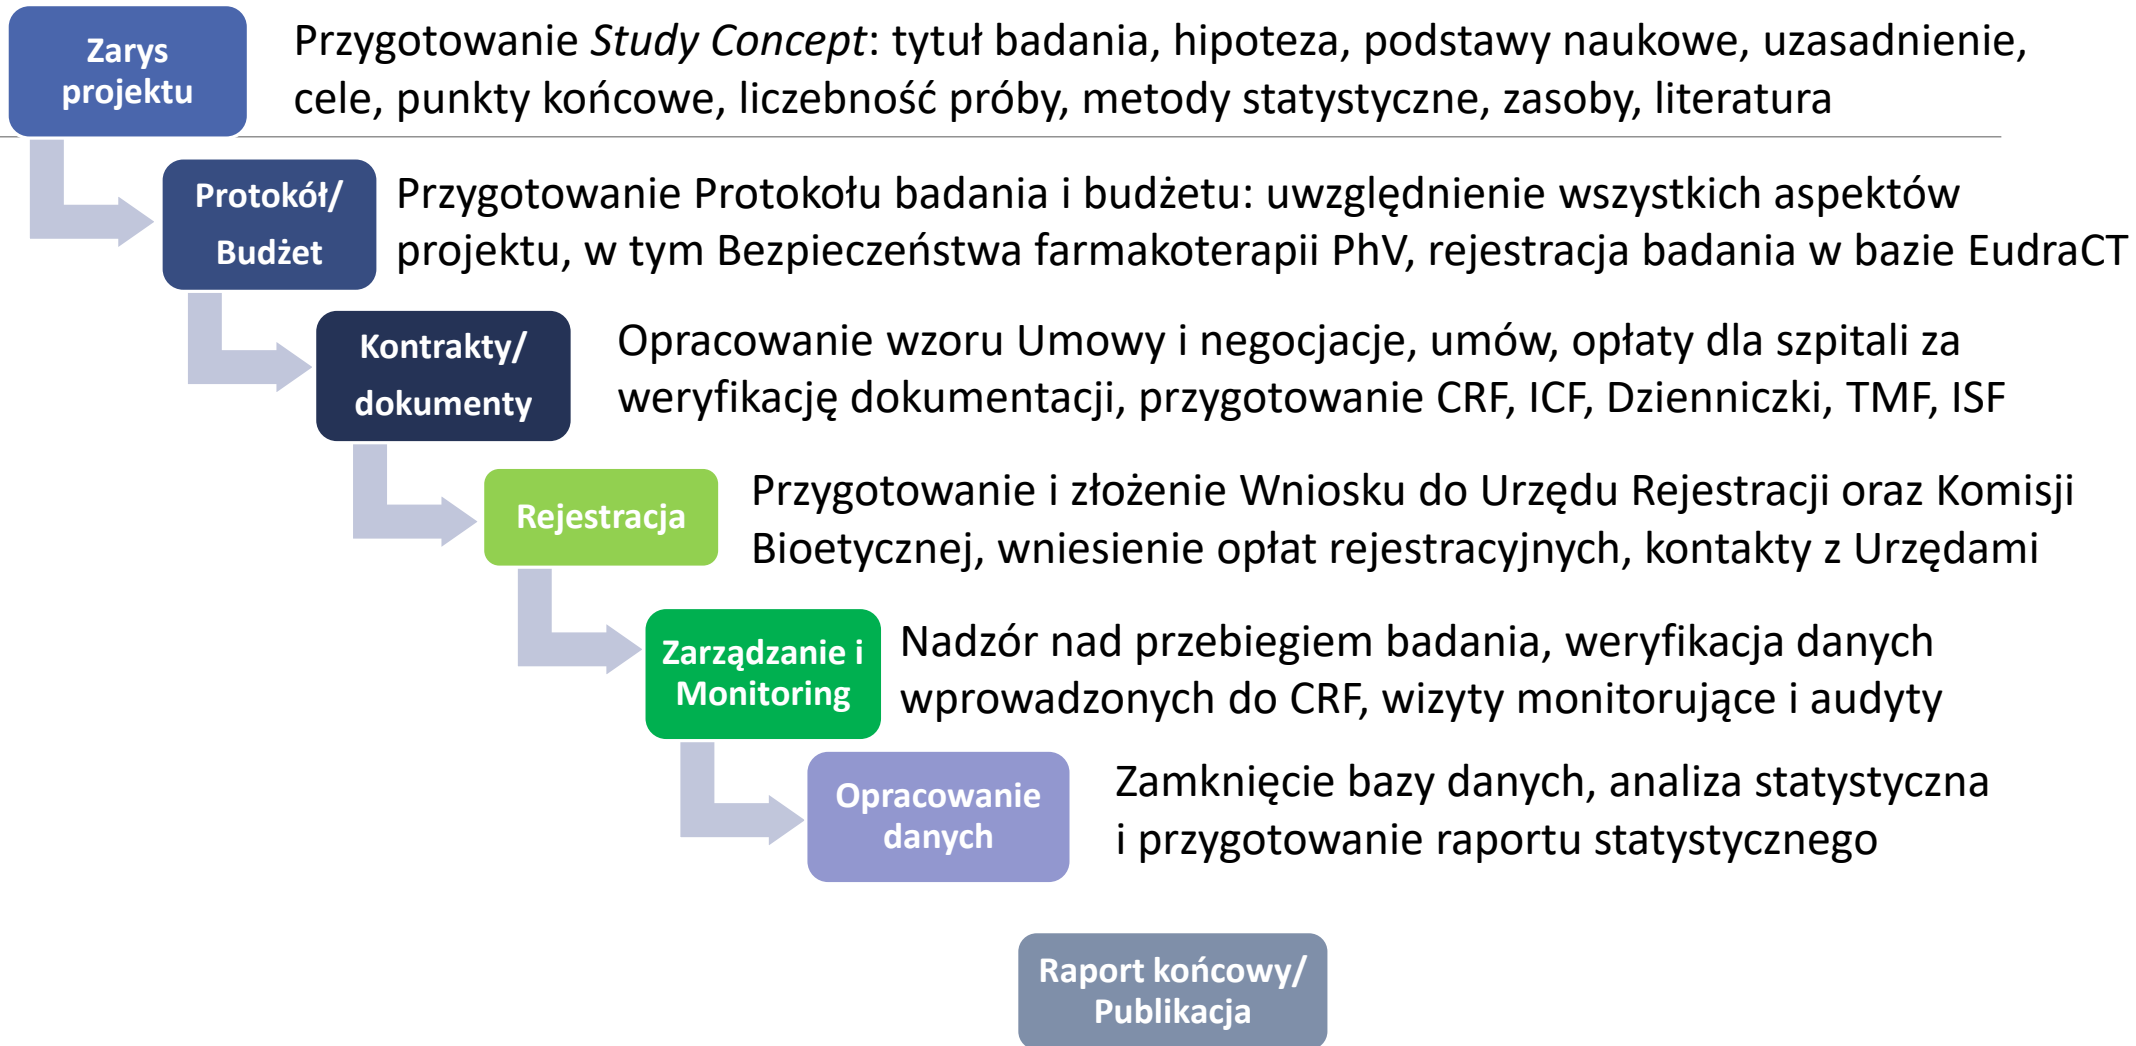 Zarys
projektu
Przygotowanie Study Concept: tytuł badania, hipoteza, podstawy naukowe, uzasadnienie,
cele, punkty końcowe, liczebność próby, metody statystyczne, zasoby, literatura
Protokół/
Budżet
Przygotowanie Protokołu badania i budżetu: uwzględnienie wszystkich aspektów
projektu, w tym Bezpieczeństwa farmakoterapii PhV, rejestracja badania w bazie EudraCT
Kontrakty/
dokumenty
Opracowanie wzoru Umowy i negocjacje, umów, opłaty dla szpitali za
weryfikację dokumentacji, przygotowanie CRF, ICF, Dzienniczki, TMF, ISF
Rejestracja
Przygotowanie i złożenie Wniosku do Urzędu Rejestracji oraz Komisji
Bioetycznej, wniesienie opłat rejestracyjnych, kontakty z Urzędami
Zarządzanie i
Monitoring
Nadzór nad przebiegiem badania, weryfikacja danych
wprowadzonych do CRF, wizyty monitorujące i audyty
Opracowanie
danych
Zamknięcie bazy danych, analiza statystyczna
i przygotowanie raportu statystycznego
Raport końcowy/
Publikacja